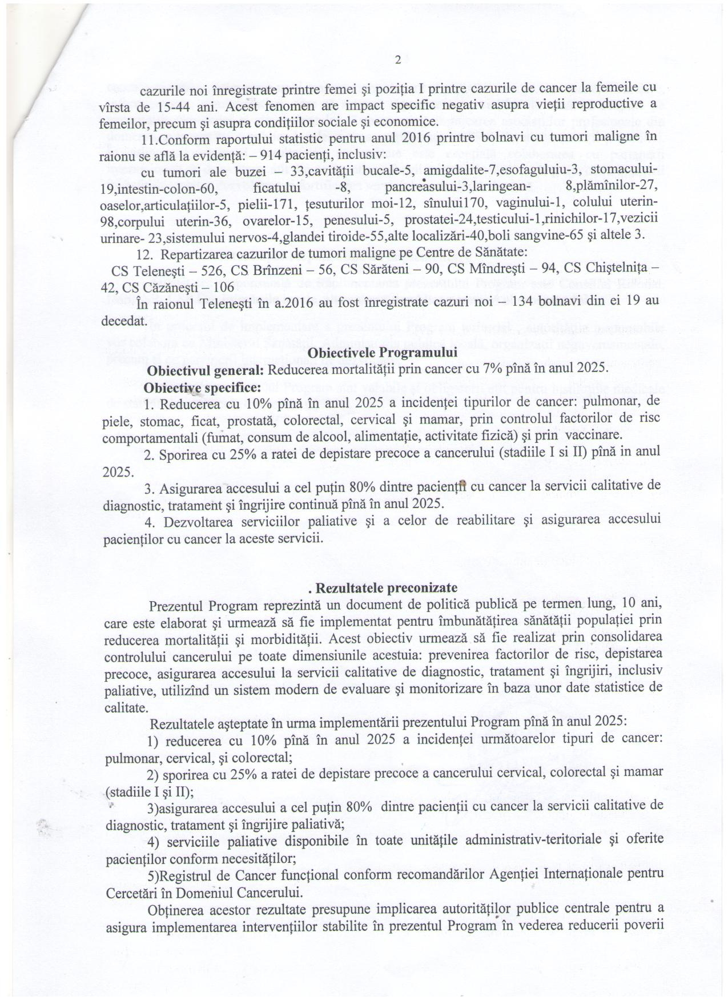 2
cazurile noi înregistrate printre femei şi poziţia I printre cazurile de cancer la femeile cu
vîrsta de 15-44 ani. Acest fenomen are impact specific negativ asupra vieţii reproductive a
femeilor, precum şi asupra condiţiilor sociale şi economice.
11.Conform raportului statistic pentru anul 2016 printre bolnavi cu tumori maligne în
raionu se află la evidenţă: – 914 pacienţi, inclusiv:
cu tumori ale buzei – 33,cavităţii bucale-5, amigdalite-7,esofaguluiu-3, stomacului-
19,intestin-colon-60, ficatului -8, pancreasului-3,laringean- 8,plămînilor-27,
oaselor,articulaţiilor-5, pielii-171, ţesuturilor moi-12, sînului170, vaginului-1, colului uterin-
98,corpului uterin-36, ovarelor-15, penesului-5, prostatei-24,testicului-1,rinichilor-17,vezicii
urinare- 23,sistemului nervos-4,glandei tiroide-55,alte localizări-40,boli sangvine-65 şi altele 3.
12. Repartizarea cazurilor de tumori maligne pe Centre de Sănătate:
CS Teleneşti – 526, CS Brînzeni – 56, CS Sărăteni – 90, CS Mîndreşti – 94, CS Chiştelniţa –
42, CS Căzăneşti – 106
În raionul Teleneşti în a.2016 au fost înregistrate cazuri noi – 134 bolnavi din ei 19 au
decedat.
Obiectivele Programului
Obiectivul general: Reducerea mortalităţii prin cancer cu 7% pînă în anul 2025.
Obiective specifice:
1. Reducerea cu 10% pînă în anul 2025 a incidenţei tipurilor de cancer: pulmonar, de
piele, stomac, ficat, prostată, colorectal, cervical şi mamar, prin controlul factorilor de risc
comportamentali (fumat, consum de alcool, alimentaţie, activitate fizică) şi prin vaccinare.
2. Sporirea cu 25% a ratei de depistare precoce a cancerului (stadiile I si II) pînă in anul
2025.
3. Asigurarea accesului a cel puţin 80% dintre pacienţii cu cancer la servicii calitative de
diagnostic, tratament şi îngrijire continuă pînă în anul 2025.
4. Dezvoltarea serviciilor paliative şi a celor de reabilitare şi asigurarea accesului
pacienţilor cu cancer la aceste servicii.
. Rezultatele preconizate
Prezentul Program reprezintă un document de politică publică pe termen lung, 10 ani,
care este elaborat şi urmează să fie implementat pentru îmbunătăţirea sănătăţii populaţiei prin
reducerea mortalităţii şi morbidităţii. Acest obiectiv urmează să fie realizat prin consolidarea
controlului cancerului pe toate dimensiunile acestuia: prevenirea factorilor de risc, depistarea
precoce, asigurarea accesului la servicii calitative de diagnostic, tratament şi îngrijiri, inclusiv
paliative, utilizînd un sistem modern de evaluare şi monitorizare în baza unor date statistice de
calitate.
Rezultatele aşteptate în urma implementării prezentului Program pînă în anul 2025:
1) reducerea cu 10% pînă în anul 2025 a incidenţei următoarelor tipuri de cancer:
pulmonar, cervical, şi colorectal;
2) sporirea cu 25% a ratei de depistare precoce a cancerului cervical, colorectal şi mamar
(stadiile I şi II);
3)asigurarea accesului a cel puţin 80% dintre pacienţii cu cancer la servicii calitative de
diagnostic, tratament şi îngrijire paliativă;
4) serviciile paliative disponibile în toate unităţile administrativ-teritoriale şi oferite
pacienţilor conform necesităţilor;
5)Registrul de Cancer funcţional conform recomandărilor Agenţiei Internaţionale pentru
Cercetări în Domeniul Cancerului.
Obţinerea acestor rezultate presupune implicarea autorităţilor publice centrale pentru a
asigura implementarea intervenţiilor stabilite în prezentul Program în vederea reducerii poverii